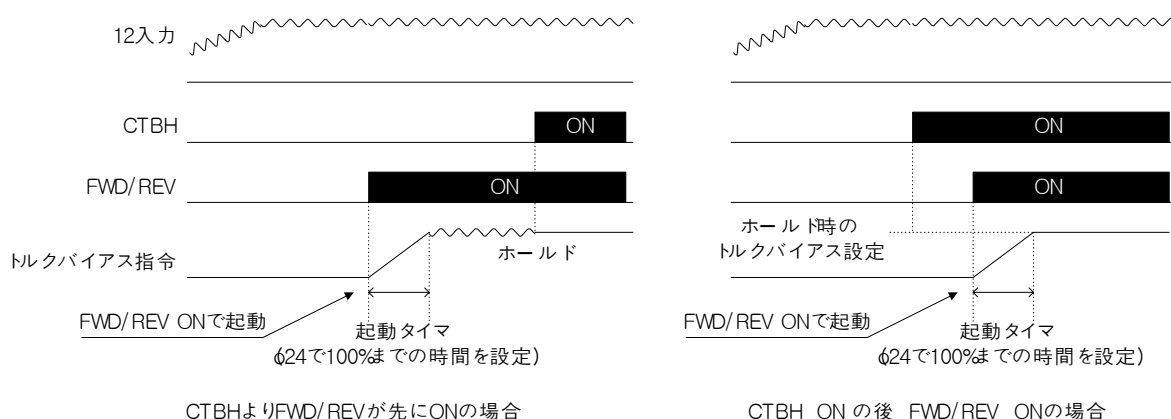 12入力
CTBH
ON
ON
FWD/REV
ON
ON
トルクバイアス指令
ホールド
ホールド時の
トルクバイアス設定
FWD/REV ONで起動
起動タイマ
(L24で100%までの時間を設定)
FWD/REV ONで起動
起動タイマ
(L24で100%までの時間を設定)
CTBHよりFWD/REVが先にONの場合
CTBH ON の後 FWD/REV ONの場合